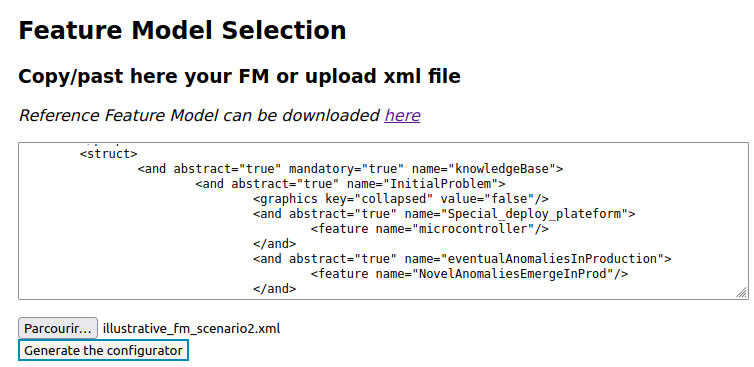 Feature Model Selection
Copy/past here your FM or upload xml file
Reference Feature Model can be downloaded here
<struct>
<and abstract="true" mandatory="true" name="knowledgeBase">
<and abstract="true" name="InitialProblem">
<graphics key="collapsed" value="false"/>
<and abstract="true" name="Special_deploy_plateform">
<feature name="microcontroller"/>
</and>
<and abstract="true" name="eventualAnomaliesInProduction">
<feature name="NovelAnomaliesEmergeInProd"/>
</and>
Parcourir... illustrative_fm_scenario2.xml
Generate the configurator